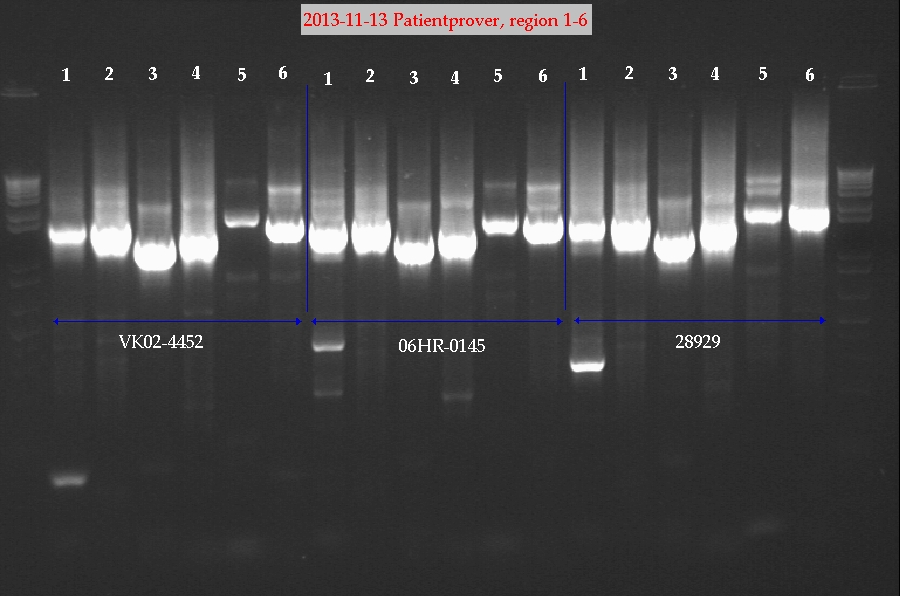 2013-11-13 Patientprover, region 1-6
1 2 3 4 5 6 1 2 3 4 5 6 1 2 3 4 5 6
VK02-4452 06HR-0145 28929